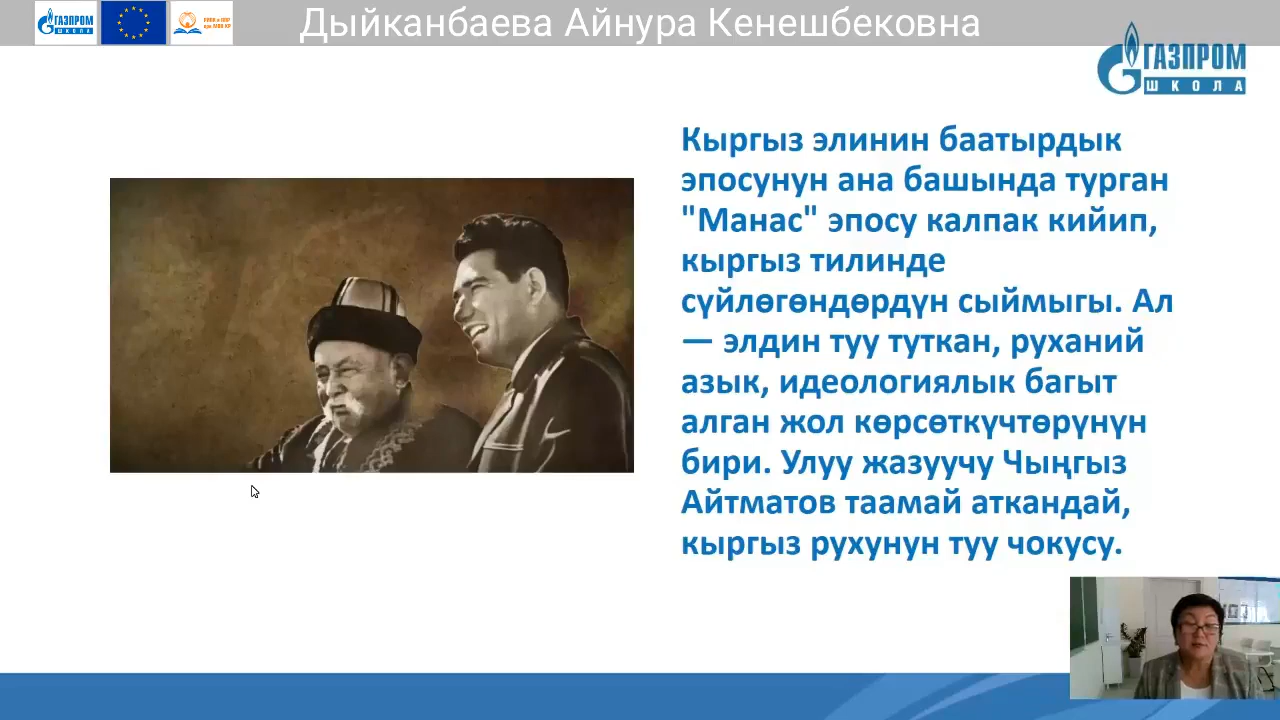 ГАЗПРОМ
ШКОЛА
Дыйканбаева Айнура Кенешбековна
ГАЗПРОМ
ШКОЛА
Кыргыз элинин баатырдык
эпосунун ана башында турган
"Манас" эпосу калпак кийип,
кыргыз тилинде
сүйлөгөндөрдүн сыймыгы. Ал
— элдин туу туткан, руханий
азык, идеологиялык багыт
алган жол көрсөткүчтөрүнүн
бири. Улуу жазуучу Чыңгыз
Айтматов таамай аткандай,
кыргыз рухунун туу чокусу.